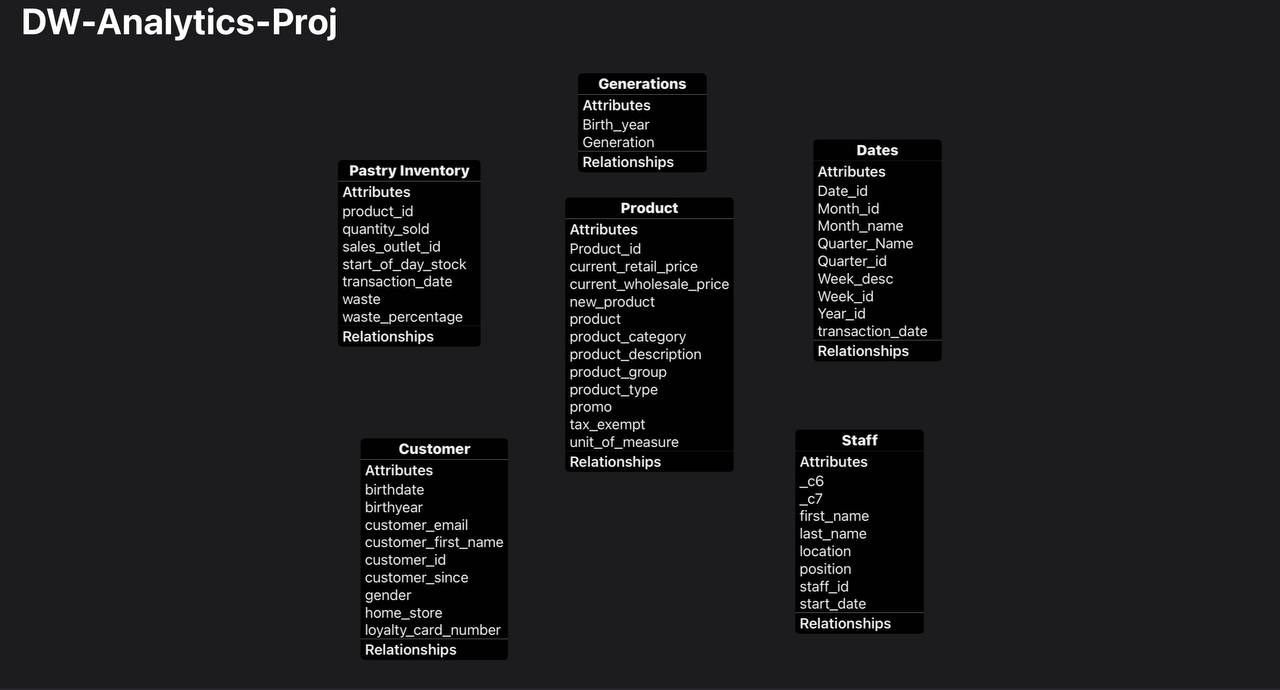 DW-Analytics-Proj
Generations
Attributes
Birth_year
Generation
Relationships
Pastry Inventory
Attributes
product_id
quantity_sold
sales_outlet_id
start_of_day_stock
transaction_date
waste
waste_percentage
Relationships
Product
Attributes
Product_id
current_retail_price
current_wholesale_price
new_product
product
product_category
product_description
product_group
product_type
promo
tax_exempt
unit_of_measure
Relationships
Dates
Attributes
Date_id
Month_id
Month_name
Quarter_Name
Quarter_id
Week_desc
Week_id
Year_id
transaction_date
Relationships
Customer
Attributes
birthdate
birthyear
customer_email
customer_first_name
customer_id
customer_since
gender
home_store
loyalty_card_number
Relationships
Staff
Attributes
_c6
_c7
first_name
last_name
location
position
staff_id
start_date
Relationships